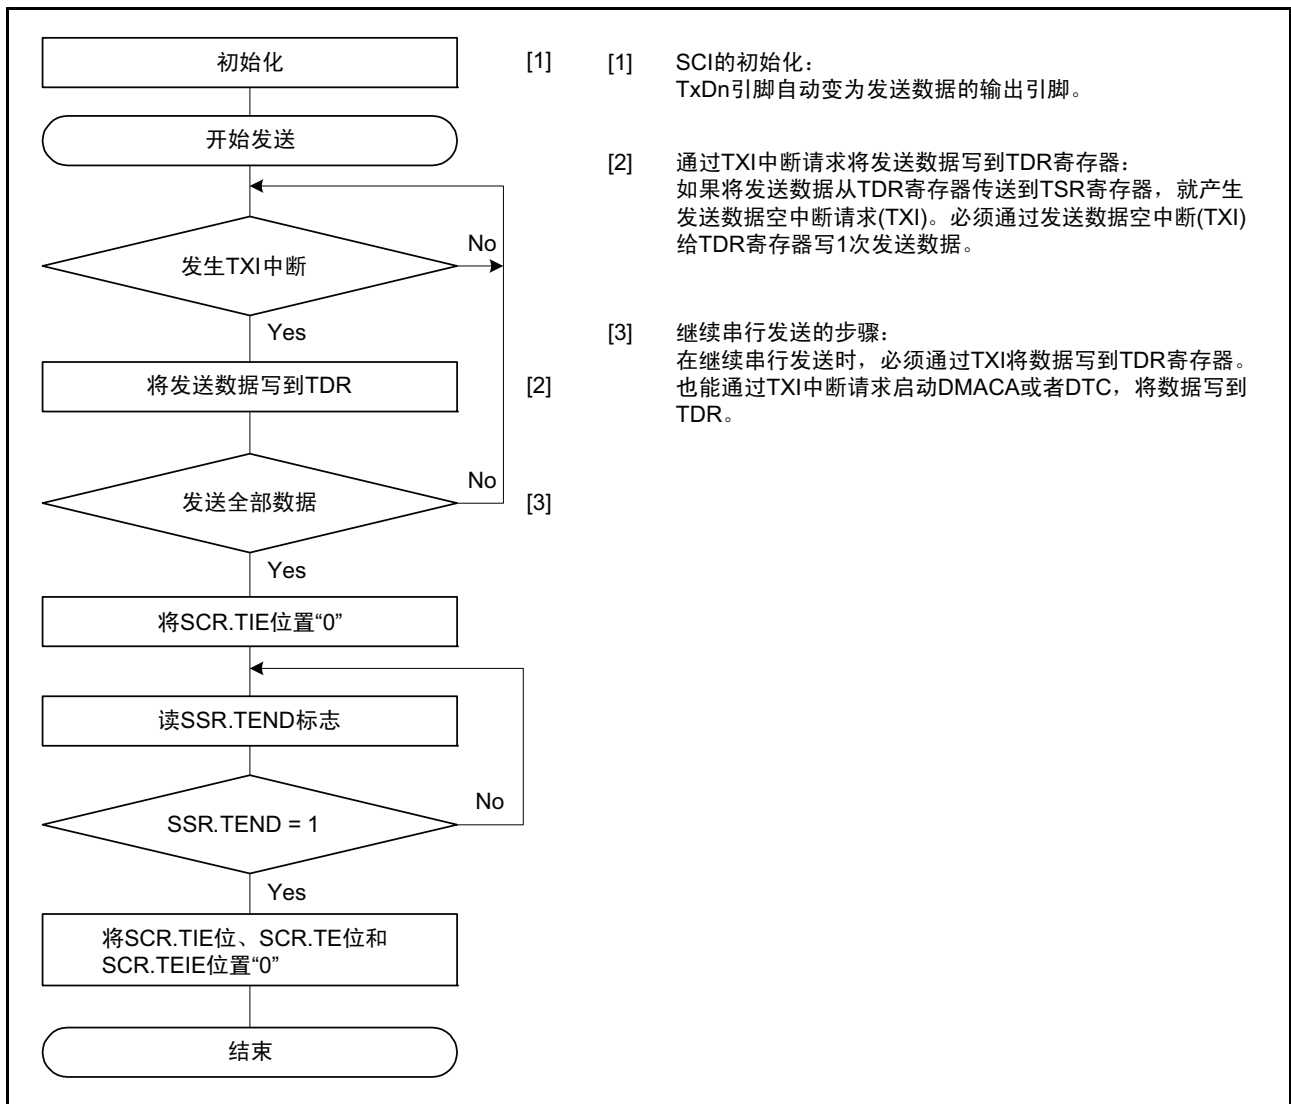 初始化
[1]
开始发送
发生TXI中断
No
Yes
将发送数据写到TDR
[2]
发送全部数据
No
[3]
Yes
将SCR.TIE位置“0”
读SSR.TEND标志
SSR.TEND = 1
No
Yes
将SCR.TIE位、SCR.TE位和
SCR.TEIE位置“0”
结束
[1] SCI的初始化：
TxDn引脚自动变为发送数据的输出引脚。
[2] 通过TXI中断请求将发送数据写到TDR寄存器：
如果将发送数据从TDR寄存器传送到TSR寄存器，就产生
发送数据空中断请求(TXI)。必须通过发送数据空中断(TXI)
给TDR寄存器写1次发送数据。
[3] 继续串行发送的步骤：
在继续串行发送时，必须通过TXI将数据写到TDR寄存器。
也能通过TXI中断请求启动DMACA或者DTC，将数据写到
TDR。